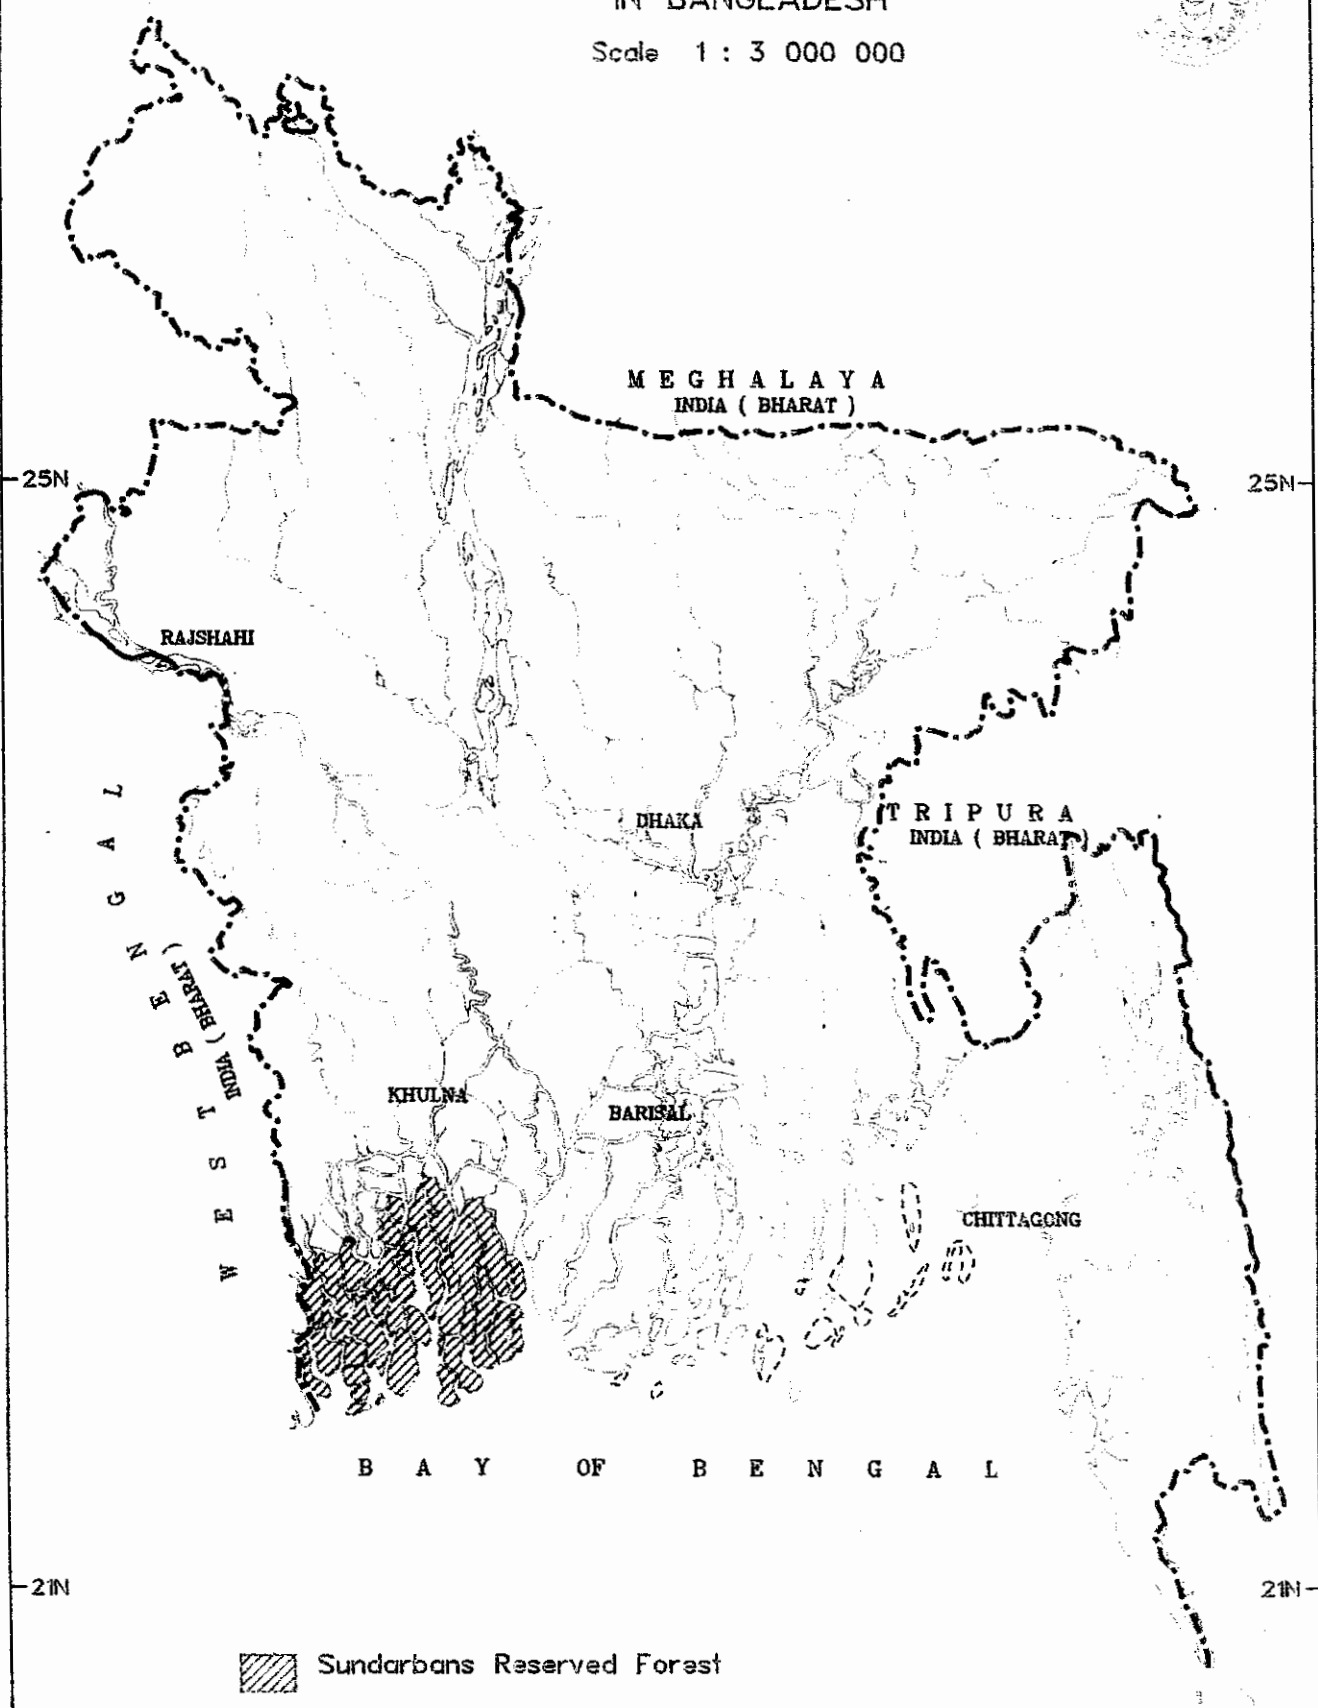 IN BANGLADESH
Scale 1 : 3 000 000
MEGHALAYA
INDIA ( BHARAT )
25N
25N
RAJSHAHI
DHAKA
TRIPURA
INDIA ( BHARAT )
WEST BENGAL
INDIA ( BHARAT )
KHULNA
BARISAL
CHITTAGONG
BAY OF BENGAL
21N
21N
Sundarbans Reserved Forest